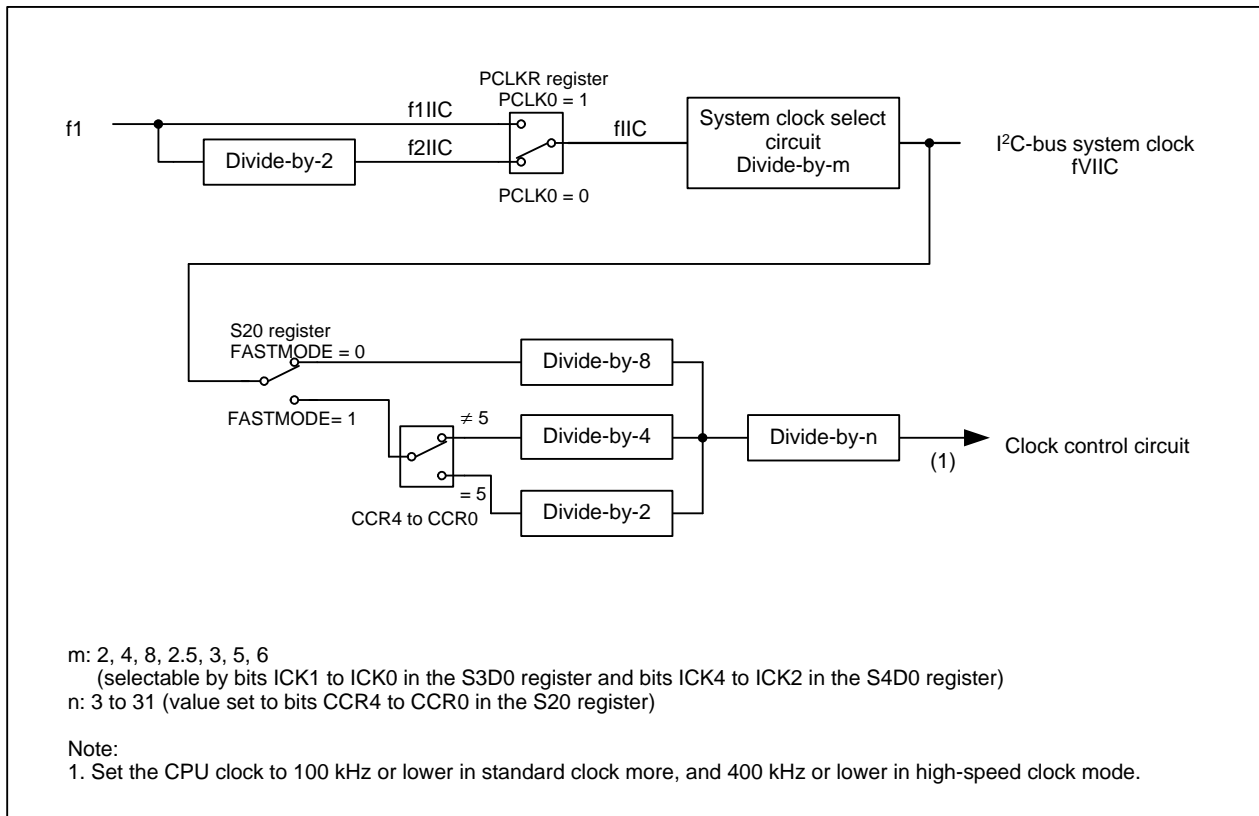 PCLKR register
PCLK0 = 1
f1
f1IIC
Divide-by-2
f2IIC
PCLK0 = 0
fIIC
System clock select
circuit
Divide-by-m
I²C-bus system clock
fVIIC
S20 register
FASTMODE = 0
FASTMODE= 1
≠ 5
= 5
CCR4 to CCR0
Divide-by-8
Divide-by-4
Divide-by-2
Divide-by-n
(1)
Clock control circuit
m: 2, 4, 8, 2.5, 3, 5, 6
(selectable by bits ICK1 to ICK0 in the S3D0 register and bits ICK4 to ICK2 in the S4D0 register)
n: 3 to 31 (value set to bits CCR4 to CCR0 in the S20 register)
Note:
1. Set the CPU clock to 100 kHz or lower in standard clock more, and 400 kHz or lower in high-speed clock mode.